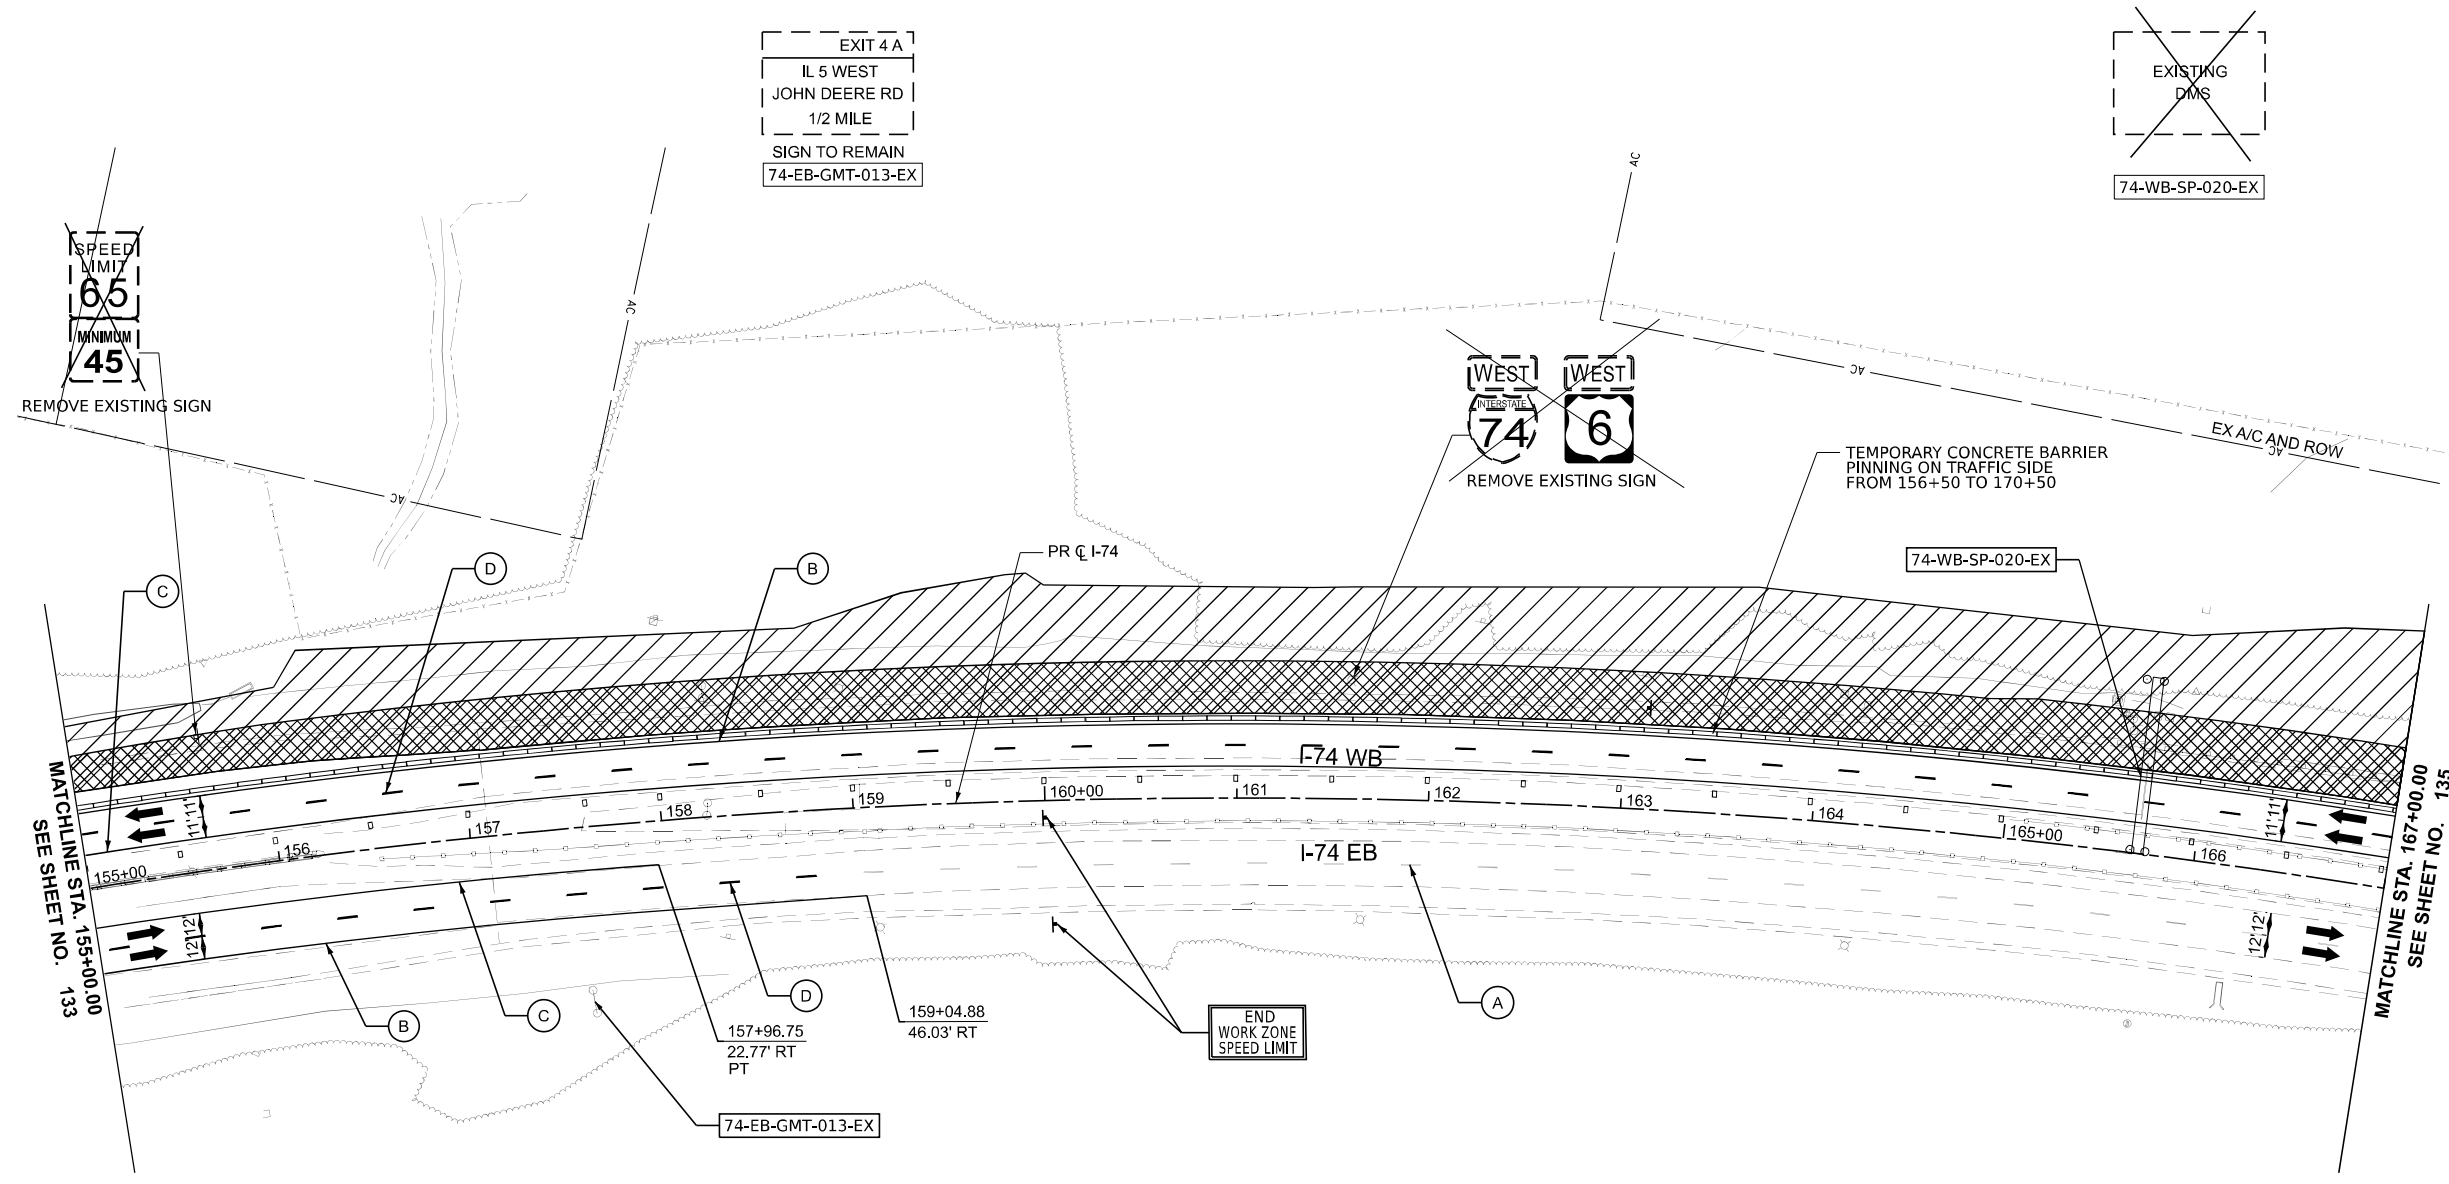 EXIT 4 A
IL 5 WEST
JOHN DEERE RD
1/2 MILE
SIGN TO REMAIN
74-EB-GMT-013-EX
EXISTING
DMS
74-WB-SP-020-EX
SPEED
LIMIT
65
MINIMUM
45
REMOVE EXISTING SIGN
AC
AC
AC
AC
AC
EX A/C AND ROW
WEST
INTERSTATE
74
WEST
6
REMOVE EXISTING SIGN
TEMPORARY CONCRETE BARRIER
PINNING ON TRAFFIC SIDE
FROM 156+50 TO 170+50
PR ℄ I-74
74-WB-SP-020-EX
C
D
B
I-74 WB
I-74 EB
155+00
156
157
158
159
160+00
161
162
163
164
165+00
166
11'
11'
12'
12'
11'
11'
12'
12'
MATCHLINE STA. 155+00.00
SEE SHEET NO. 133
MATCHLINE STA. 167+00.00
SEE SHEET NO. 135
B
C
D
A
157+96.75
22.77' RT
PT
159+04.88
46.03' RT
END
WORK ZONE
SPEED LIMIT
74-EB-GMT-013-EX